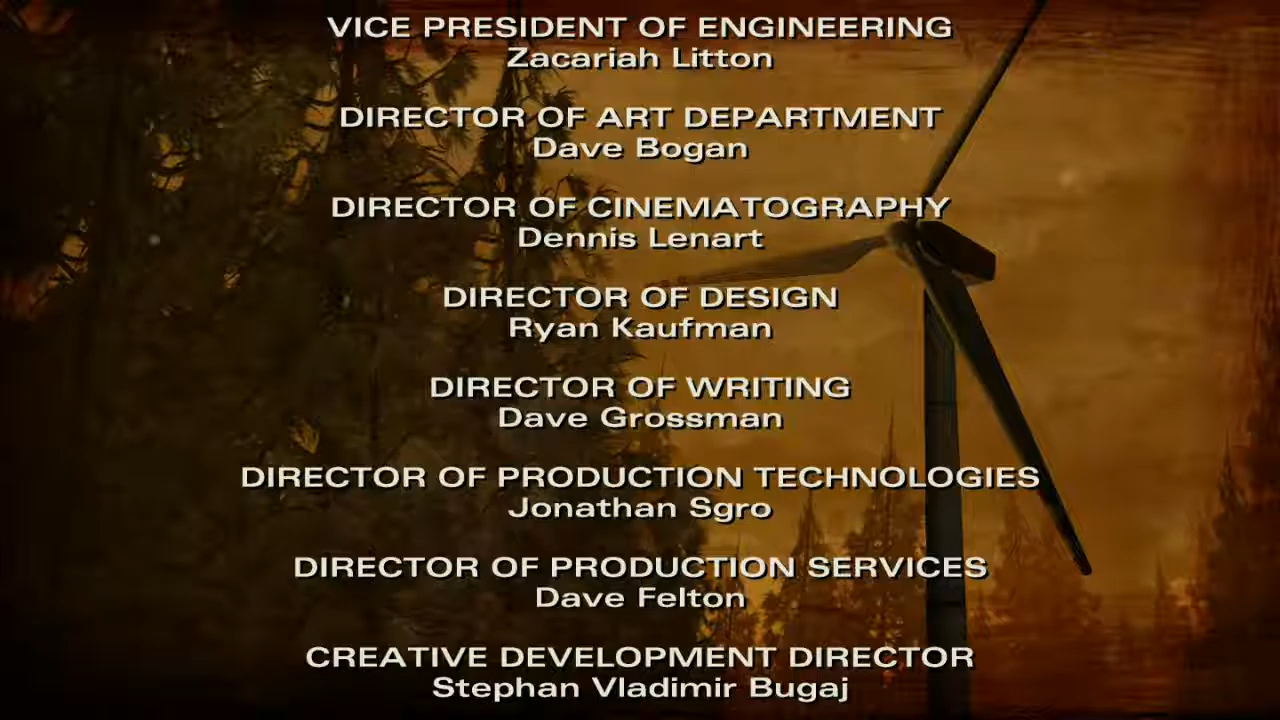 VICE PRESIDENT OF ENGINEERING
Zacariah Litton
DIRECTOR OF ART DEPARTMENT
Dave Bogan
DIRECTOR OF CINEMATOGRAPHY
Dennis Lenart
DIRECTOR OF DESIGN
Ryan Kaufman
DIRECTOR OF WRITING
Dave Grossman
DIRECTOR OF PRODUCTION TECHNOLOGIES
Jonathan Sgro
DIRECTOR OF PRODUCTION SERVICES
Dave Felton
CREATIVE DEVELOPMENT DIRECTOR
Stephan Vladimir Bugaj